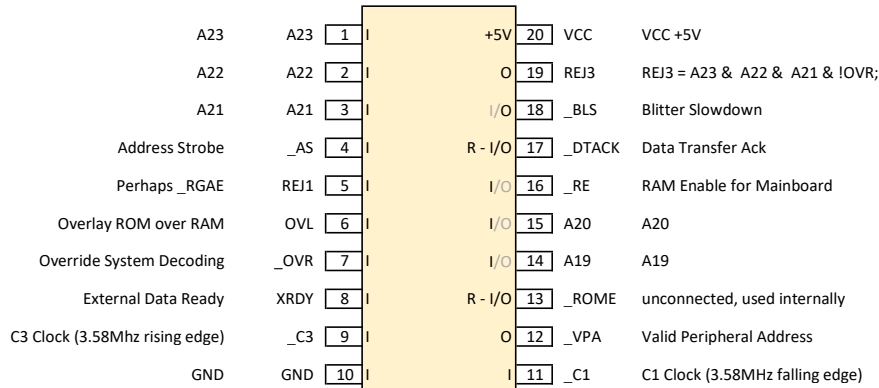 A23 A23 1 I +5V 20 VCC VCC +5V
A22 A22 2 I O 19 REJ3 REJ3 = A23 & A22 & A21 & !OVR;
A21 A21 3 I I/O 18 _BLS Blitter Slowdown
Address Strobe _AS 4 I R - I/O 17 _DTACK Data Transfer Ack
Perhaps _RGAE REJ1 5 I I/O 16 _RE RAM Enable for Mainboard
Overlay ROM over RAM OVL 6 I I/O 15 A20 A20
Override System Decoding _OVR 7 I I/O 14 A19 A19
External Data Ready XRDY 8 I R - I/O 13 _ROME unconnected, used internally
C3 Clock (3.58Mhz rising edge) _C3 9 I O 12 _VPA Valid Peripheral Address
GND GND 10 I I 11 _C1 C1 Clock (3.58MHz falling edge)